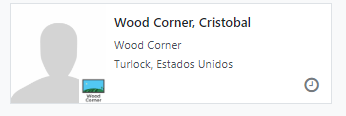 Wood Corner, Cristobal
Wood Corner
Turlock, Estados Unidos
Wood
Corner